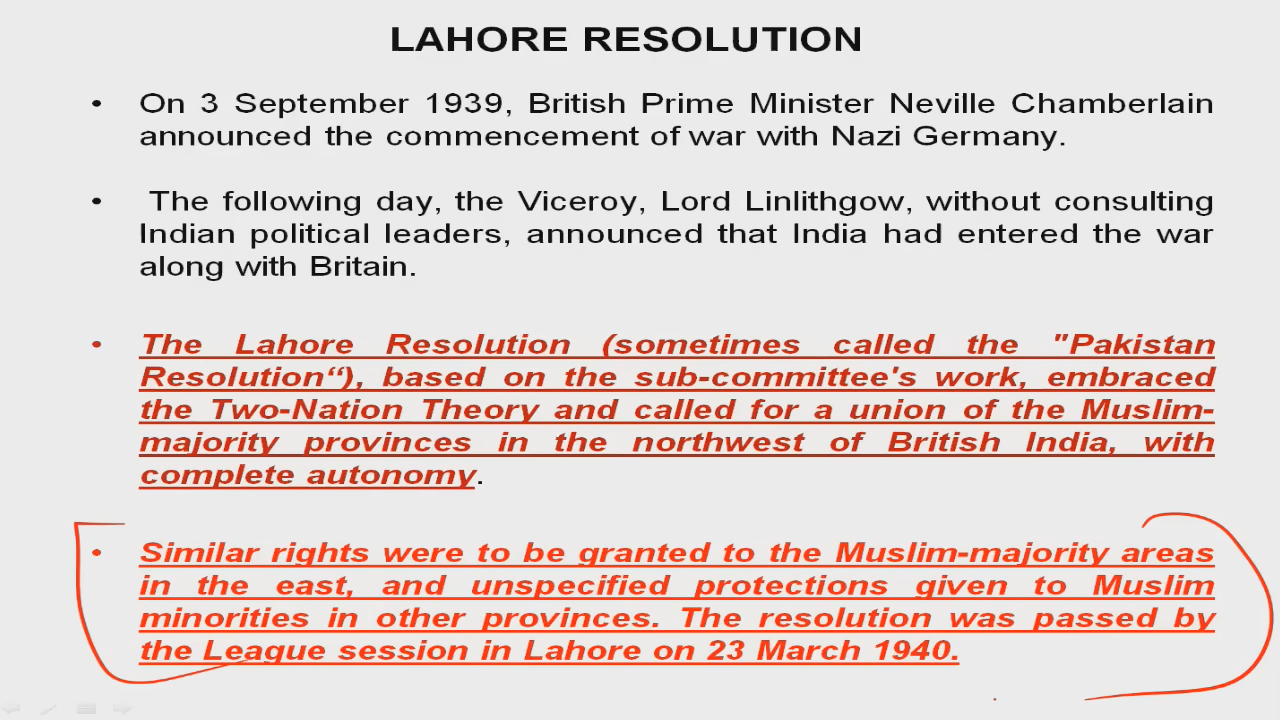 LAHORE RESOLUTION
• On 3 September 1939, British Prime Minister Neville Chamberlain
announced the commencement of war with Nazi Germany.
• The following day, the Viceroy, Lord Linlithgow, without consulting
Indian political leaders, announced that India had entered the war
along with Britain.
• The Lahore Resolution (sometimes called the "Pakistan
Resolution“), based on the sub-committee's work, embraced
the Two-Nation Theory and called for a union of the Muslim-
majority provinces in the northwest of British India, with
complete autonomy.
• Similar rights were to be granted to the Muslim-majority areas
in the east, and unspecified protections given to Muslim
minorities in other provinces. The resolution was passed by
the League session in Lahore on 23 March 1940.